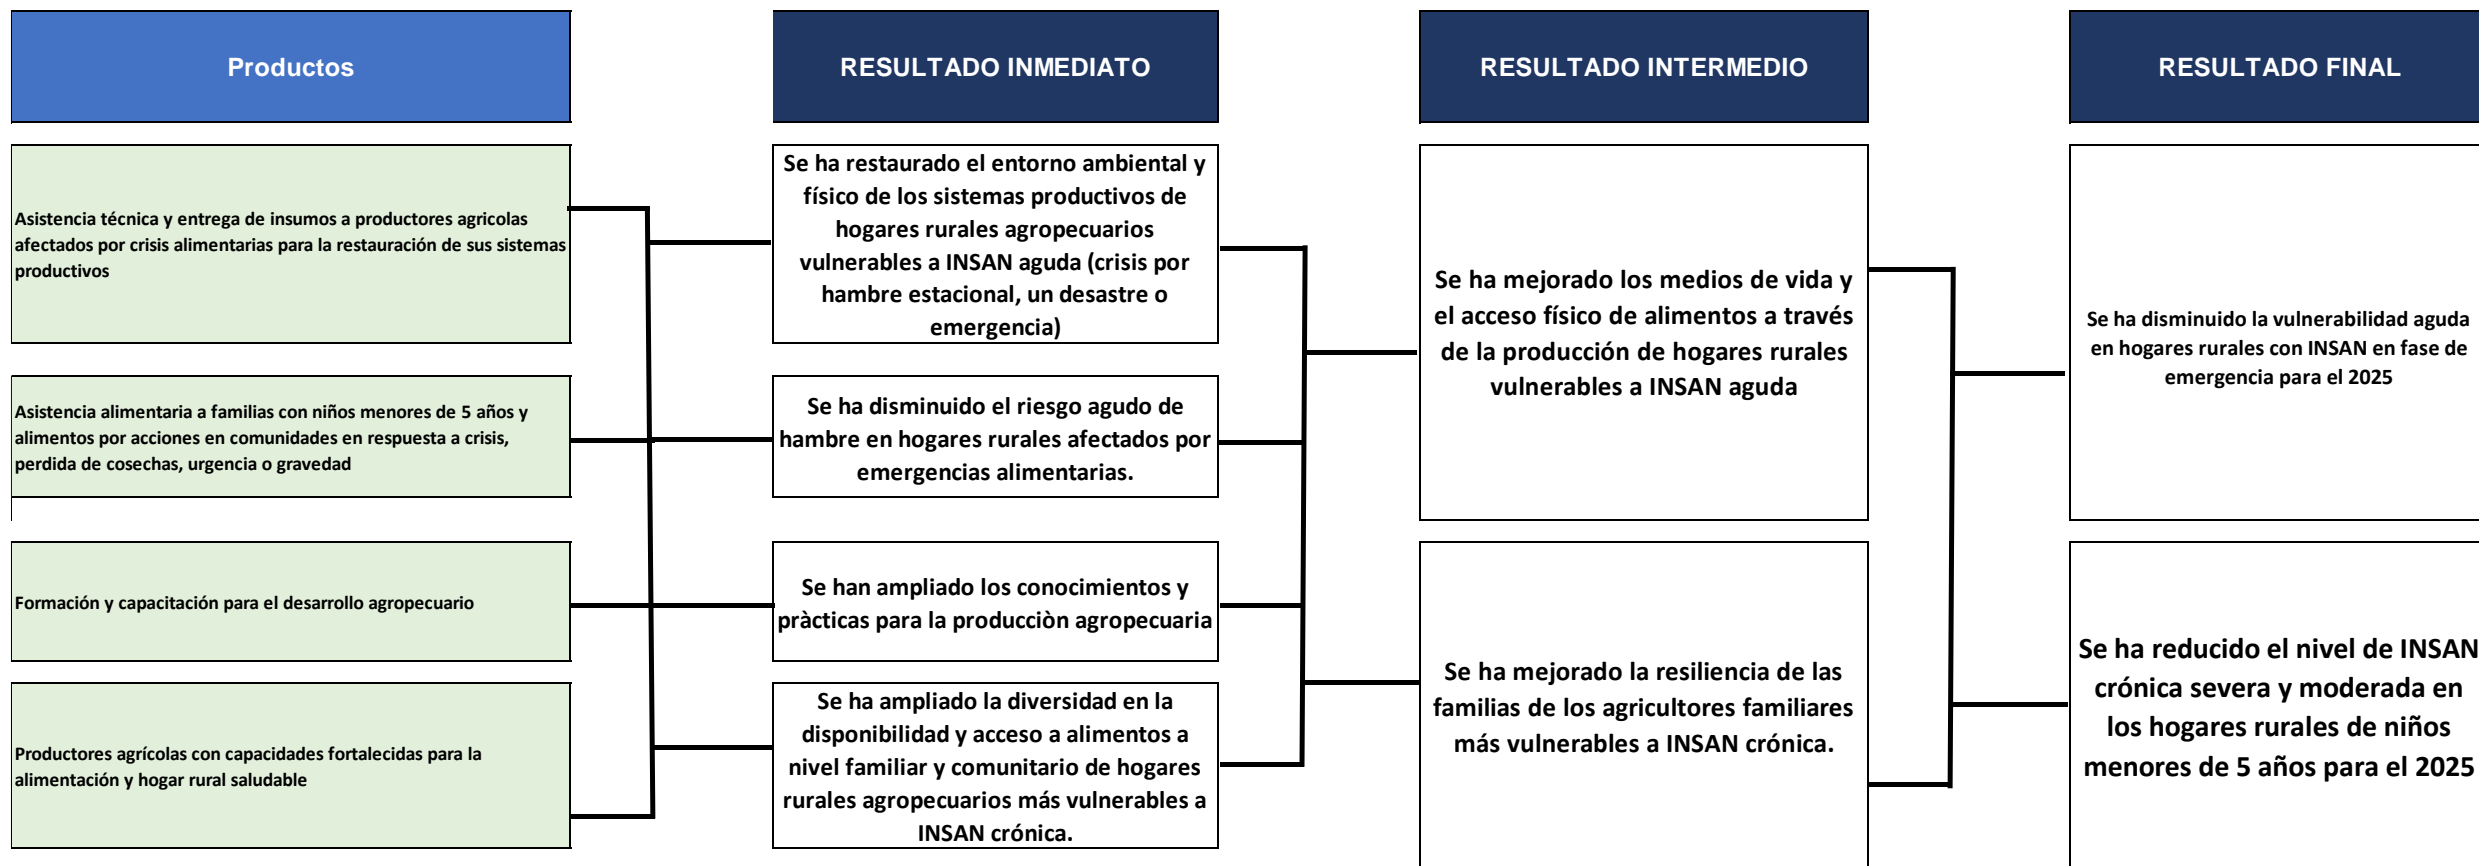 Productos
RESULTADO INMEDIATO
RESULTADO INTERMEDIO
RESULTADO FINAL
Asistencia técnica y entrega de insumos a productores agricolas
afectados por crisis alimentarias para la restauración de sus sistemas
productivos
Asistencia alimentaria a familias con niños menores de 5 años y
alimentos por acciones en comunidades en respuesta a crisis,
perdida de cosechas, urgencia o gravedad
Formación y capacitación para el desarrollo agropecuario
Productores agrícolas con capacidades fortalecidas para la
alimentación y hogar rural saludable
Se ha restaurado el entorno ambiental y
físico de los sistemas productivos de
hogares rurales agropecuarios
vulnerables a INSAN aguda (crisis por
hambre estacional, un desastre o
emergencia)
Se ha disminuido el riesgo agudo de
hambre en hogares rurales afectados por
emergencias alimentarias.
Se han ampliado los conocimientos y
pràcticas para la producciòn agropecuaria
Se ha ampliado la diversidad en la
disponibilidad y acceso a alimentos a
nivel familiar y comunitario de hogares
rurales agropecuarios más vulnerables a
INSAN crónica.
Se ha mejorado los medios de vida y
el acceso físico de alimentos a través
de la producción de hogares rurales
vulnerables a INSAN aguda
Se ha mejorado la resiliencia de las
familias de los agricultores familiares
más vulnerables a INSAN crónica.
Se ha disminuido la vulnerabilidad aguda
en hogares rurales con INSAN en fase de
emergencia para el 2025
Se ha reducido el nivel de INSAN
crónica severa y moderada en
los hogares rurales de niños
menores de 5 años para el 2025